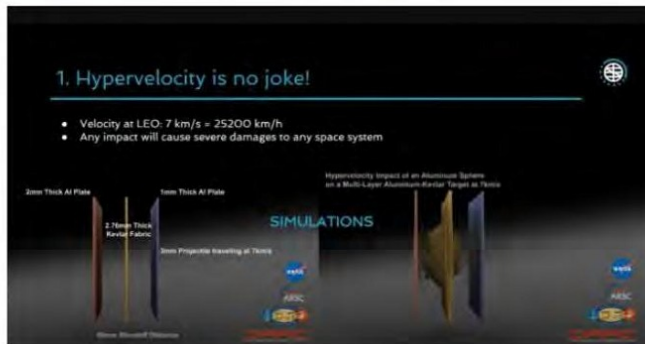 1. Hypervelocity is no joke!
● Velocity at LEO: 7 km/s = 25200 km/h
● Any impact will cause severe damages to any space system
2mm Thick Al Plate
1mm Thick Al Plate
2.76mm Thick
Kevlar Fabric
3mm Projectile traveling at 7km/s
Hypervelocity Impact of an Aluminum Sphere
on a Multi-Layer Aluminum-Kevlar Target at 7km/s
SIMULATIONS
NASA
ARSC
NASA
ARSC